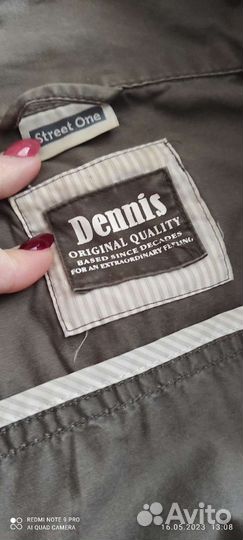 Street One
Dennis
ORIGINAL QUALITY
BASED SINCE DECADES
FOR AN EXTRAORDINARY FLYING
REDMI NOTE 9 PRO
AI QUAD CAMERA
Avito
16.05.2023 13:08